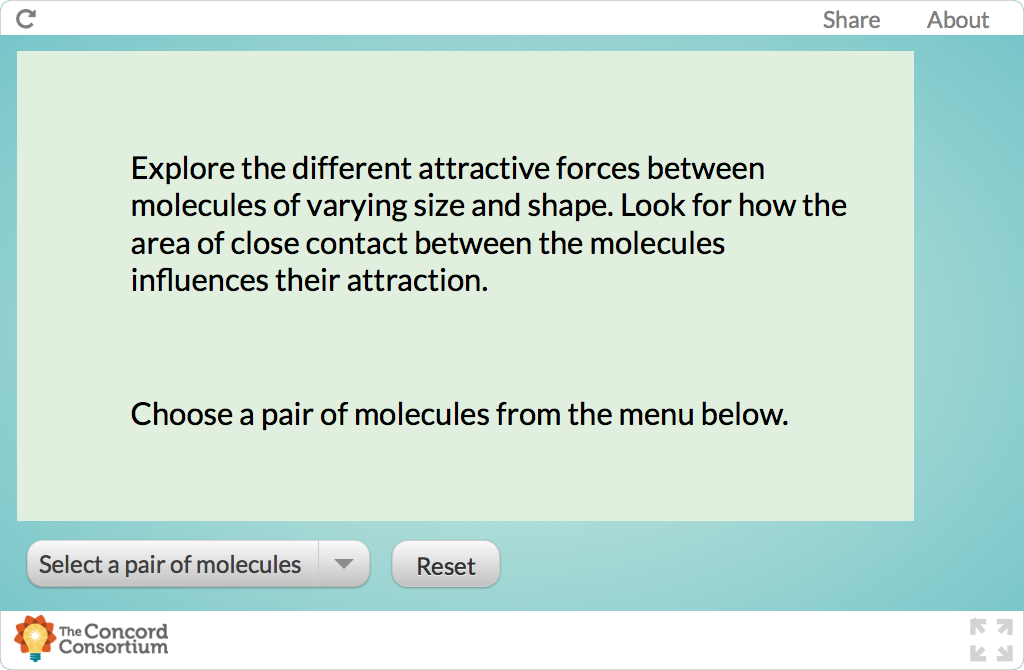 Share About
Explore the different attractive forces between
molecules of varying size and shape. Look for how the
area of close contact between the molecules
influences their attraction.
Choose a pair of molecules from the menu below.
Select a pair of molecules Reset
The Concord
Consortium